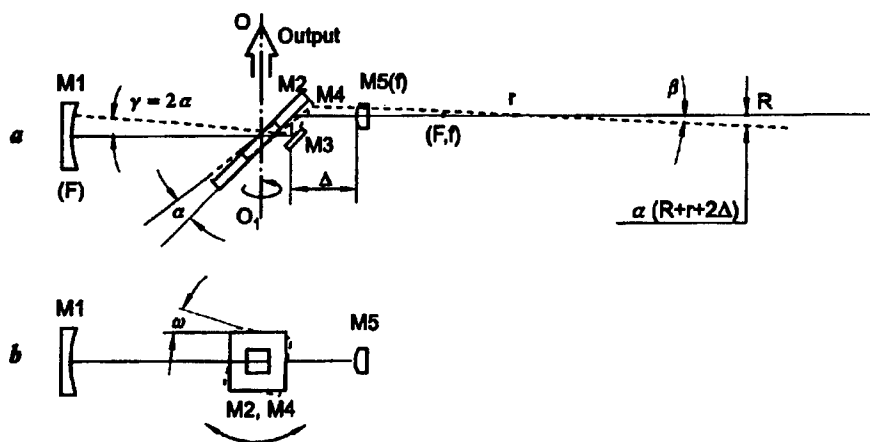 O
Output
M1
γ = 2α
M2
M4
M5(f)
r
β
R
a
M3
(F,f)
(F)
α
O₁
Δ
α (R+r+2Δ)
M1
ω
M5
b
M2, M4